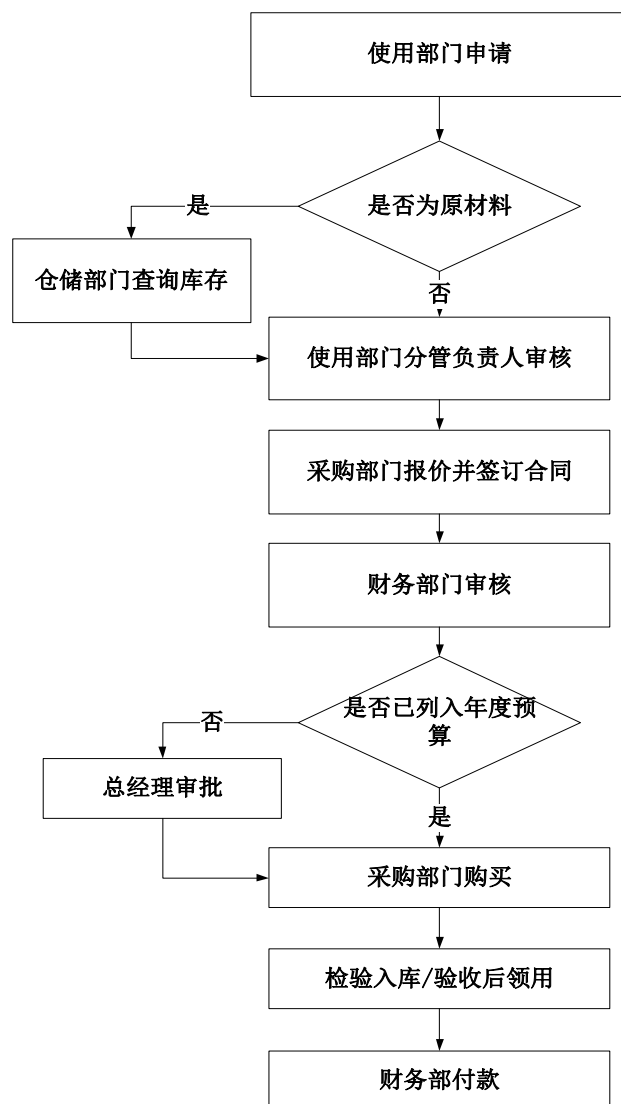 使用部门申请
是否为原材料
是
仓储部门查询库存
否
使用部门分管负责人审核
采购部门报价并签订合同
财务部门审核
是否已列入年度预
算
否
总经理审批
是
采购部门购买
检验入库/验收后领用
财务部付款